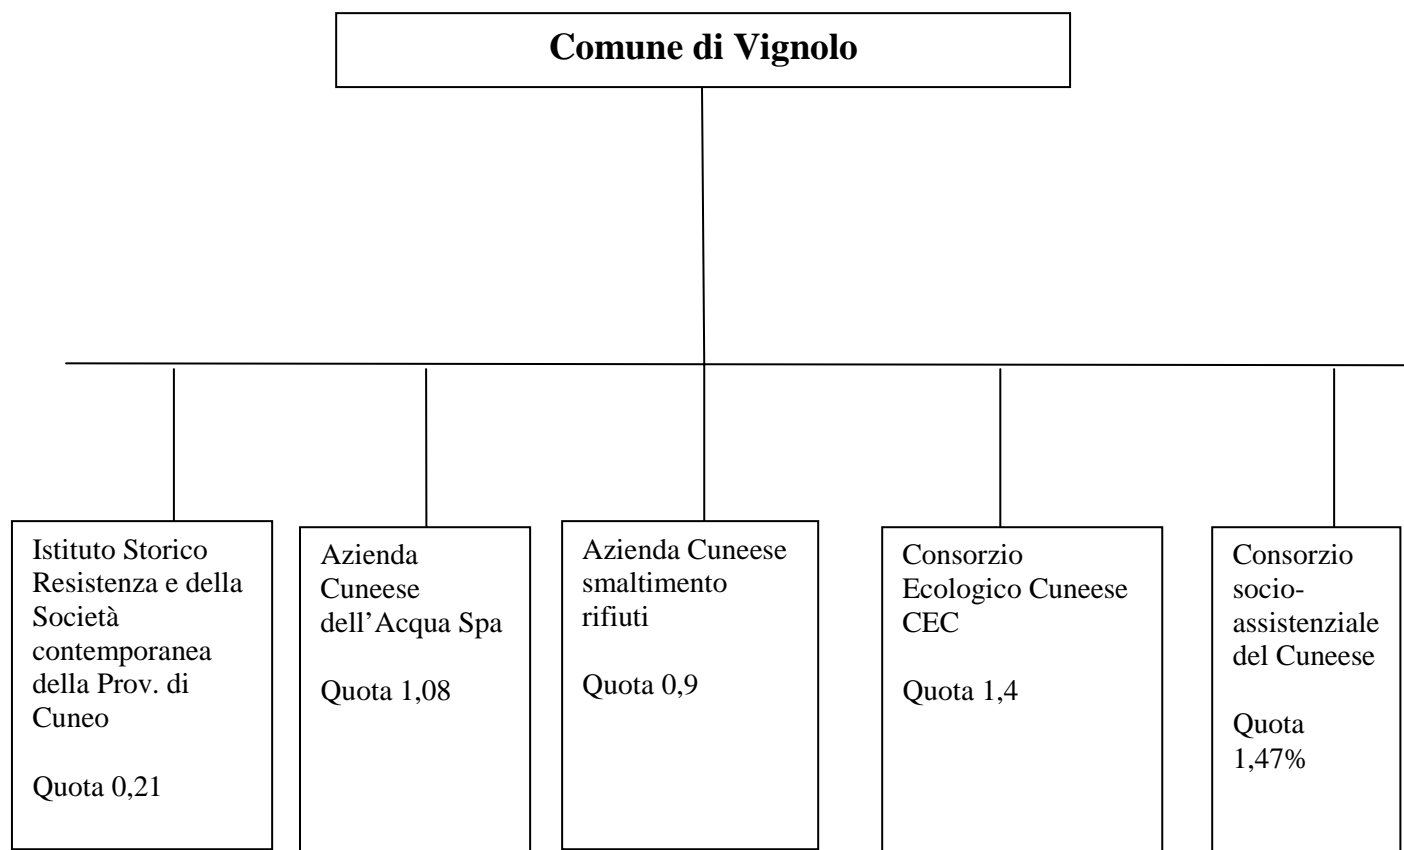 Comune di Vignolo
Istituto Storico
Resistenza e della
Società
contemporanea
della Prov. di
Cuneo
Quota 0,21
Azienda
Cuneese
dell’Acqua Spa
Quota 1,08
Azienda Cuneese
smaltimento
rifiuti
Quota 0,9
Consorzio
Ecologico Cuneese
CEC
Quota 1,4
Consorzio
socio-
assistenziale
del Cuneese
Quota
1,47%